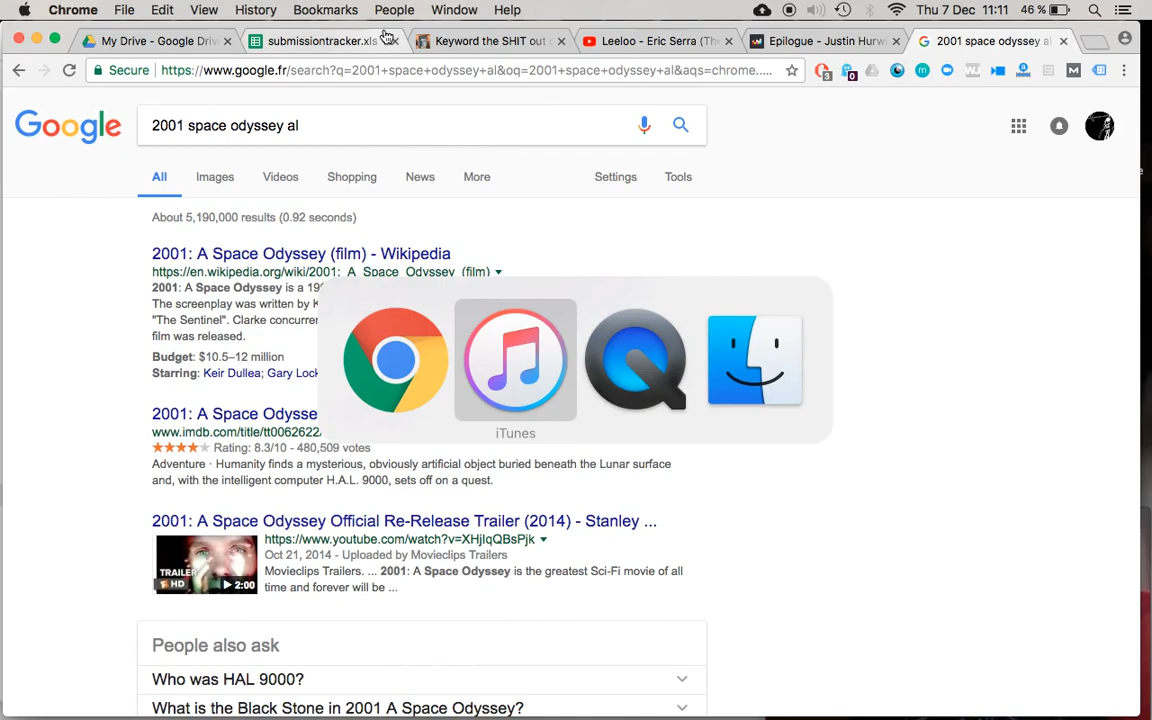 Chrome File Edit View History Bookmarks People Window Help Thu 7 Dec 11:11 46 %
My Drive - Google Driv submissiontracker.xls Keyword the SHIT out o Leeloo - Eric Serra (The Epilogue - Justin Hurwi 2001 space odyssey al
Secure https://www.google.fr/search?q=2001+space+odyssey+al&oq=2001+space+odyssey+al&aqs=chrome.... 3 0
Google 2001 space odyssey al
All Images Videos Shopping News More Settings Tools
About 5,190,000 results (0.92 seconds)
2001: A Space Odyssey (film) - Wikipedia
https://en.wikipedia.org/wiki/2001:_A_Space_Odyssey_(film)
2001: A Space Odyssey is a 19
The screenplay was written by
"The Sentinel". Clarke concurren
film was released.
Budget: $10.5–12 million
Starring: Keir Dullea; Gary Lock
2001: A Space Odysse
www.imdb.com/title/tt0062622
iTunes
Rating: 8.3/10 - 480,509 votes
Adventure · Humanity finds a mysterious, obviously artificial object buried beneath the Lunar surface
and, with the intelligent computer H.A.L. 9000, sets off on a quest.
2001: A Space Odyssey Official Re-Release Trailer (2014) - Stanley ...
https://www.youtube.com/watch?v=XHjIqQBsPjk
Oct 21, 2014 - Uploaded by Movieclips Trailers
Movieclips Trailers. ... 2001: A Space Odyssey is the greatest Sci-Fi movie of all
time and forever will be ...
TRAILER
HD 2:00
People also ask
Who was HAL 9000?
What is the Black Stone in 2001 A Space Odyssey?